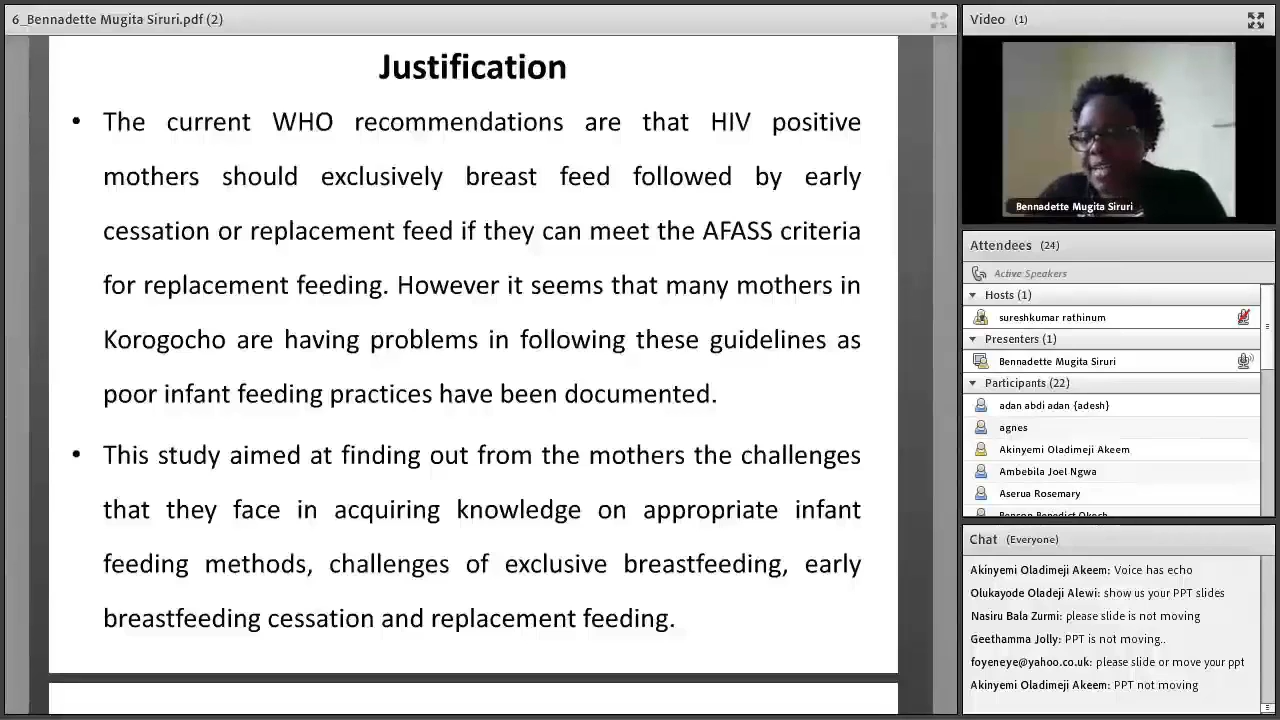 6_Bennadette Mugita Siruri.pdf (2)
Justification
• The current WHO recommendations are that HIV positive
mothers should exclusively breast feed followed by early
cessation or replacement feed if they can meet the AFASS criteria
for replacement feeding. However it seems that many mothers in
Korogocho are having problems in following these guidelines as
poor infant feeding practices have been documented.
• This study aimed at finding out from the mothers the challenges
that they face in acquiring knowledge on appropriate infant
feeding methods, challenges of exclusive breastfeeding, early
breastfeeding cessation and replacement feeding.
Video (1)
Bennadette Mugita Siruri
Attendees (24)
Active Speakers
Hosts (1)
sureshkumar rathinum
Presenters (1)
Bennadette Mugita Siruri
Participants (22)
adan abdi adan {adesh}
agnes
Akinyemi Oladimeji Akeem
Ambebila Joel Ngwa
Aserua Rosemary
Benson Benedict Okech
Chat (Everyone)
Akinyemi Oladimeji Akeem: Voice has echo
Olukayode Oladeji Alewi: show us your PPT slides
Nasiru Bala Zurmi: please slide is not moving
Geethamma Jolly: PPT is not moving..
foyeneye@yahoo.co.uk: please slide or move your ppt
Akinyemi Oladimeji Akeem: PPT not moving